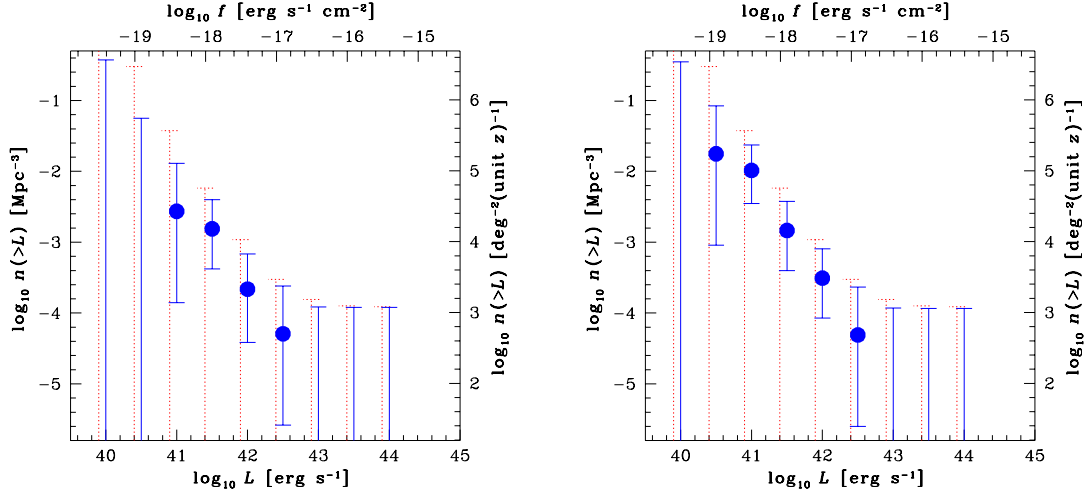 log₁₀ f [erg s⁻¹ cm⁻²]
−19 −18 −17 −16 −15
log₁₀ n(>L) [Mpc⁻³]
−1
−2
−3
−4
−5
6
5
4
3
2
log₁₀ n(>L) [deg⁻²(unit z)⁻¹]
40 41 42 43 44 45
log₁₀ L [erg s⁻¹]
log₁₀ f [erg s⁻¹ cm⁻²]
−19 −18 −17 −16 −15
log₁₀ n(>L) [Mpc⁻³]
−1
−2
−3
−4
−5
6
5
4
3
2
log₁₀ n(>L) [deg⁻²(unit z)⁻¹]
40 41 42 43 44 45
log₁₀ L [erg s⁻¹]